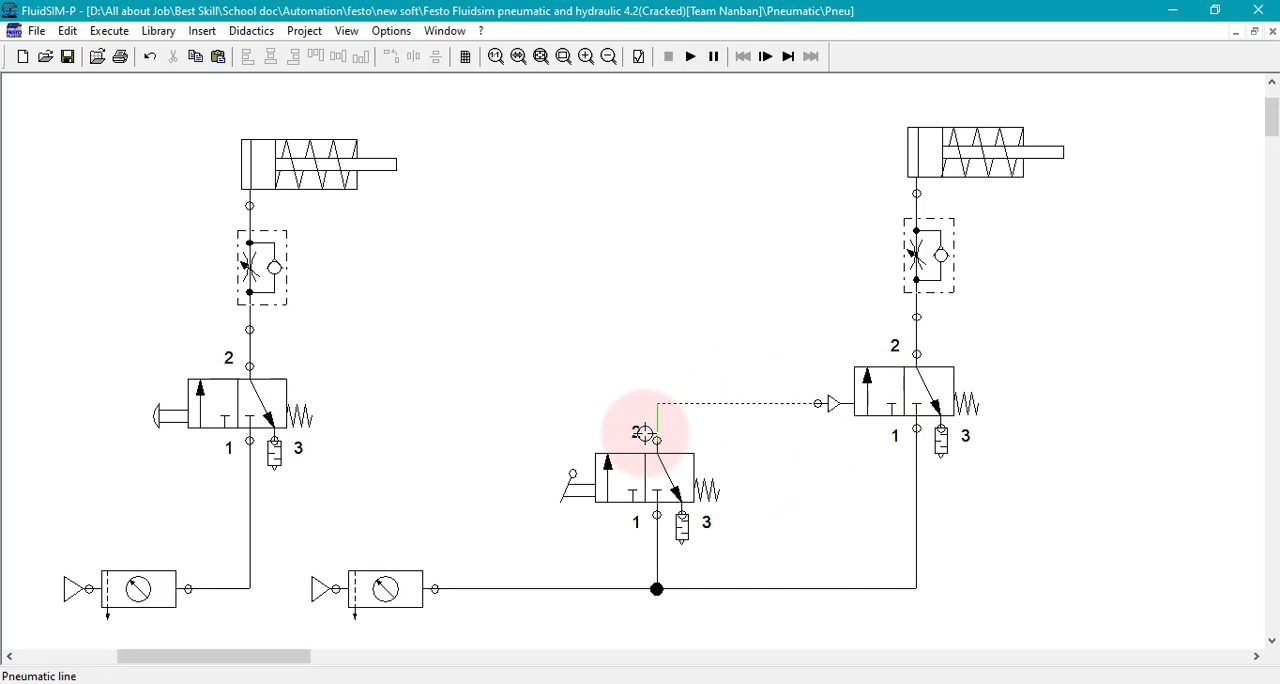 FluidSIM-P - [D:\All about Job\Best Skill\School doc\Automation\festo\new soft\Festo Fluidsim pneumatic and hydraulic 4.2(Cracked)[Team Nanban]\Pneumatic\Pneu]
File Edit Execute Library Insert Didactics Project View Options Window ?
2
2
1 3
2
1 3
1 3
Pneumatic line